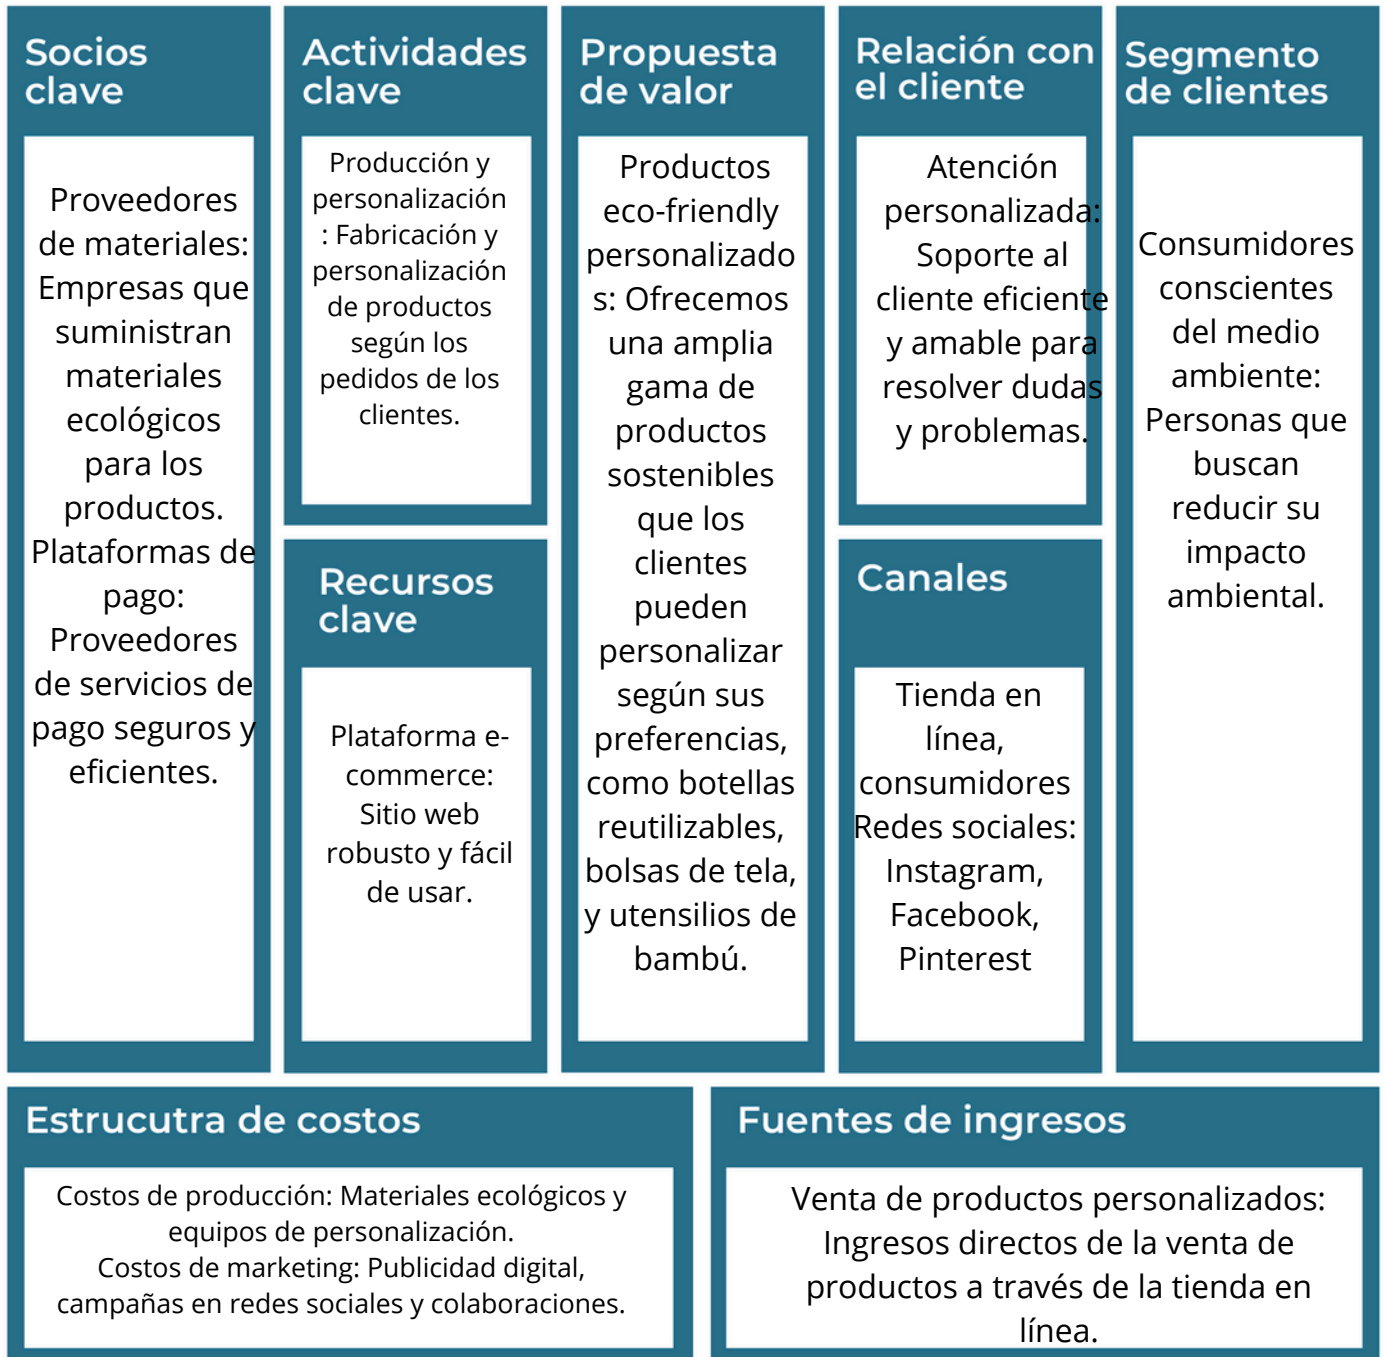 Socios
clave
Proveedores
de materiales:
Empresas que
suministran
materiales
ecológicos
para los
productos.
Plataformas de
pago:
Proveedores
de servicios de
pago seguros y
eficientes.
Actividades
clave
Producción y
personalización
: Fabricación y
personalización
de productos
según los
pedidos de los
clientes.
Recursos
clave
Plataforma e-
commerce:
Sitio web
robusto y fácil
de usar.
Propuesta
de valor
Productos
eco-friendly
personalizado
s: Ofrecemos
una amplia
gama de
productos
sostenibles
que los
clientes
pueden
personalizar
según sus
preferencias,
como botellas
reutilizables,
bolsas de tela,
y utensilios de
bambú.
Relación con
el cliente
Atención
personalizada:
Soporte al
cliente eficiente
y amable para
resolver dudas
y problemas.
Canales
Tienda en
línea,
consumidores
Redes sociales:
Instagram,
Facebook,
Pinterest
Segmento
de clientes
Consumidores
conscientes
del medio
ambiente:
Personas que
buscan
reducir su
impacto
ambiental.
Estrucutra de costos
Costos de producción: Materiales ecológicos y
equipos de personalización.
Costos de marketing: Publicidad digital,
campañas en redes sociales y colaboraciones.
Fuentes de ingresos
Venta de productos personalizados:
Ingresos directos de la venta de
productos a través de la tienda en
línea.